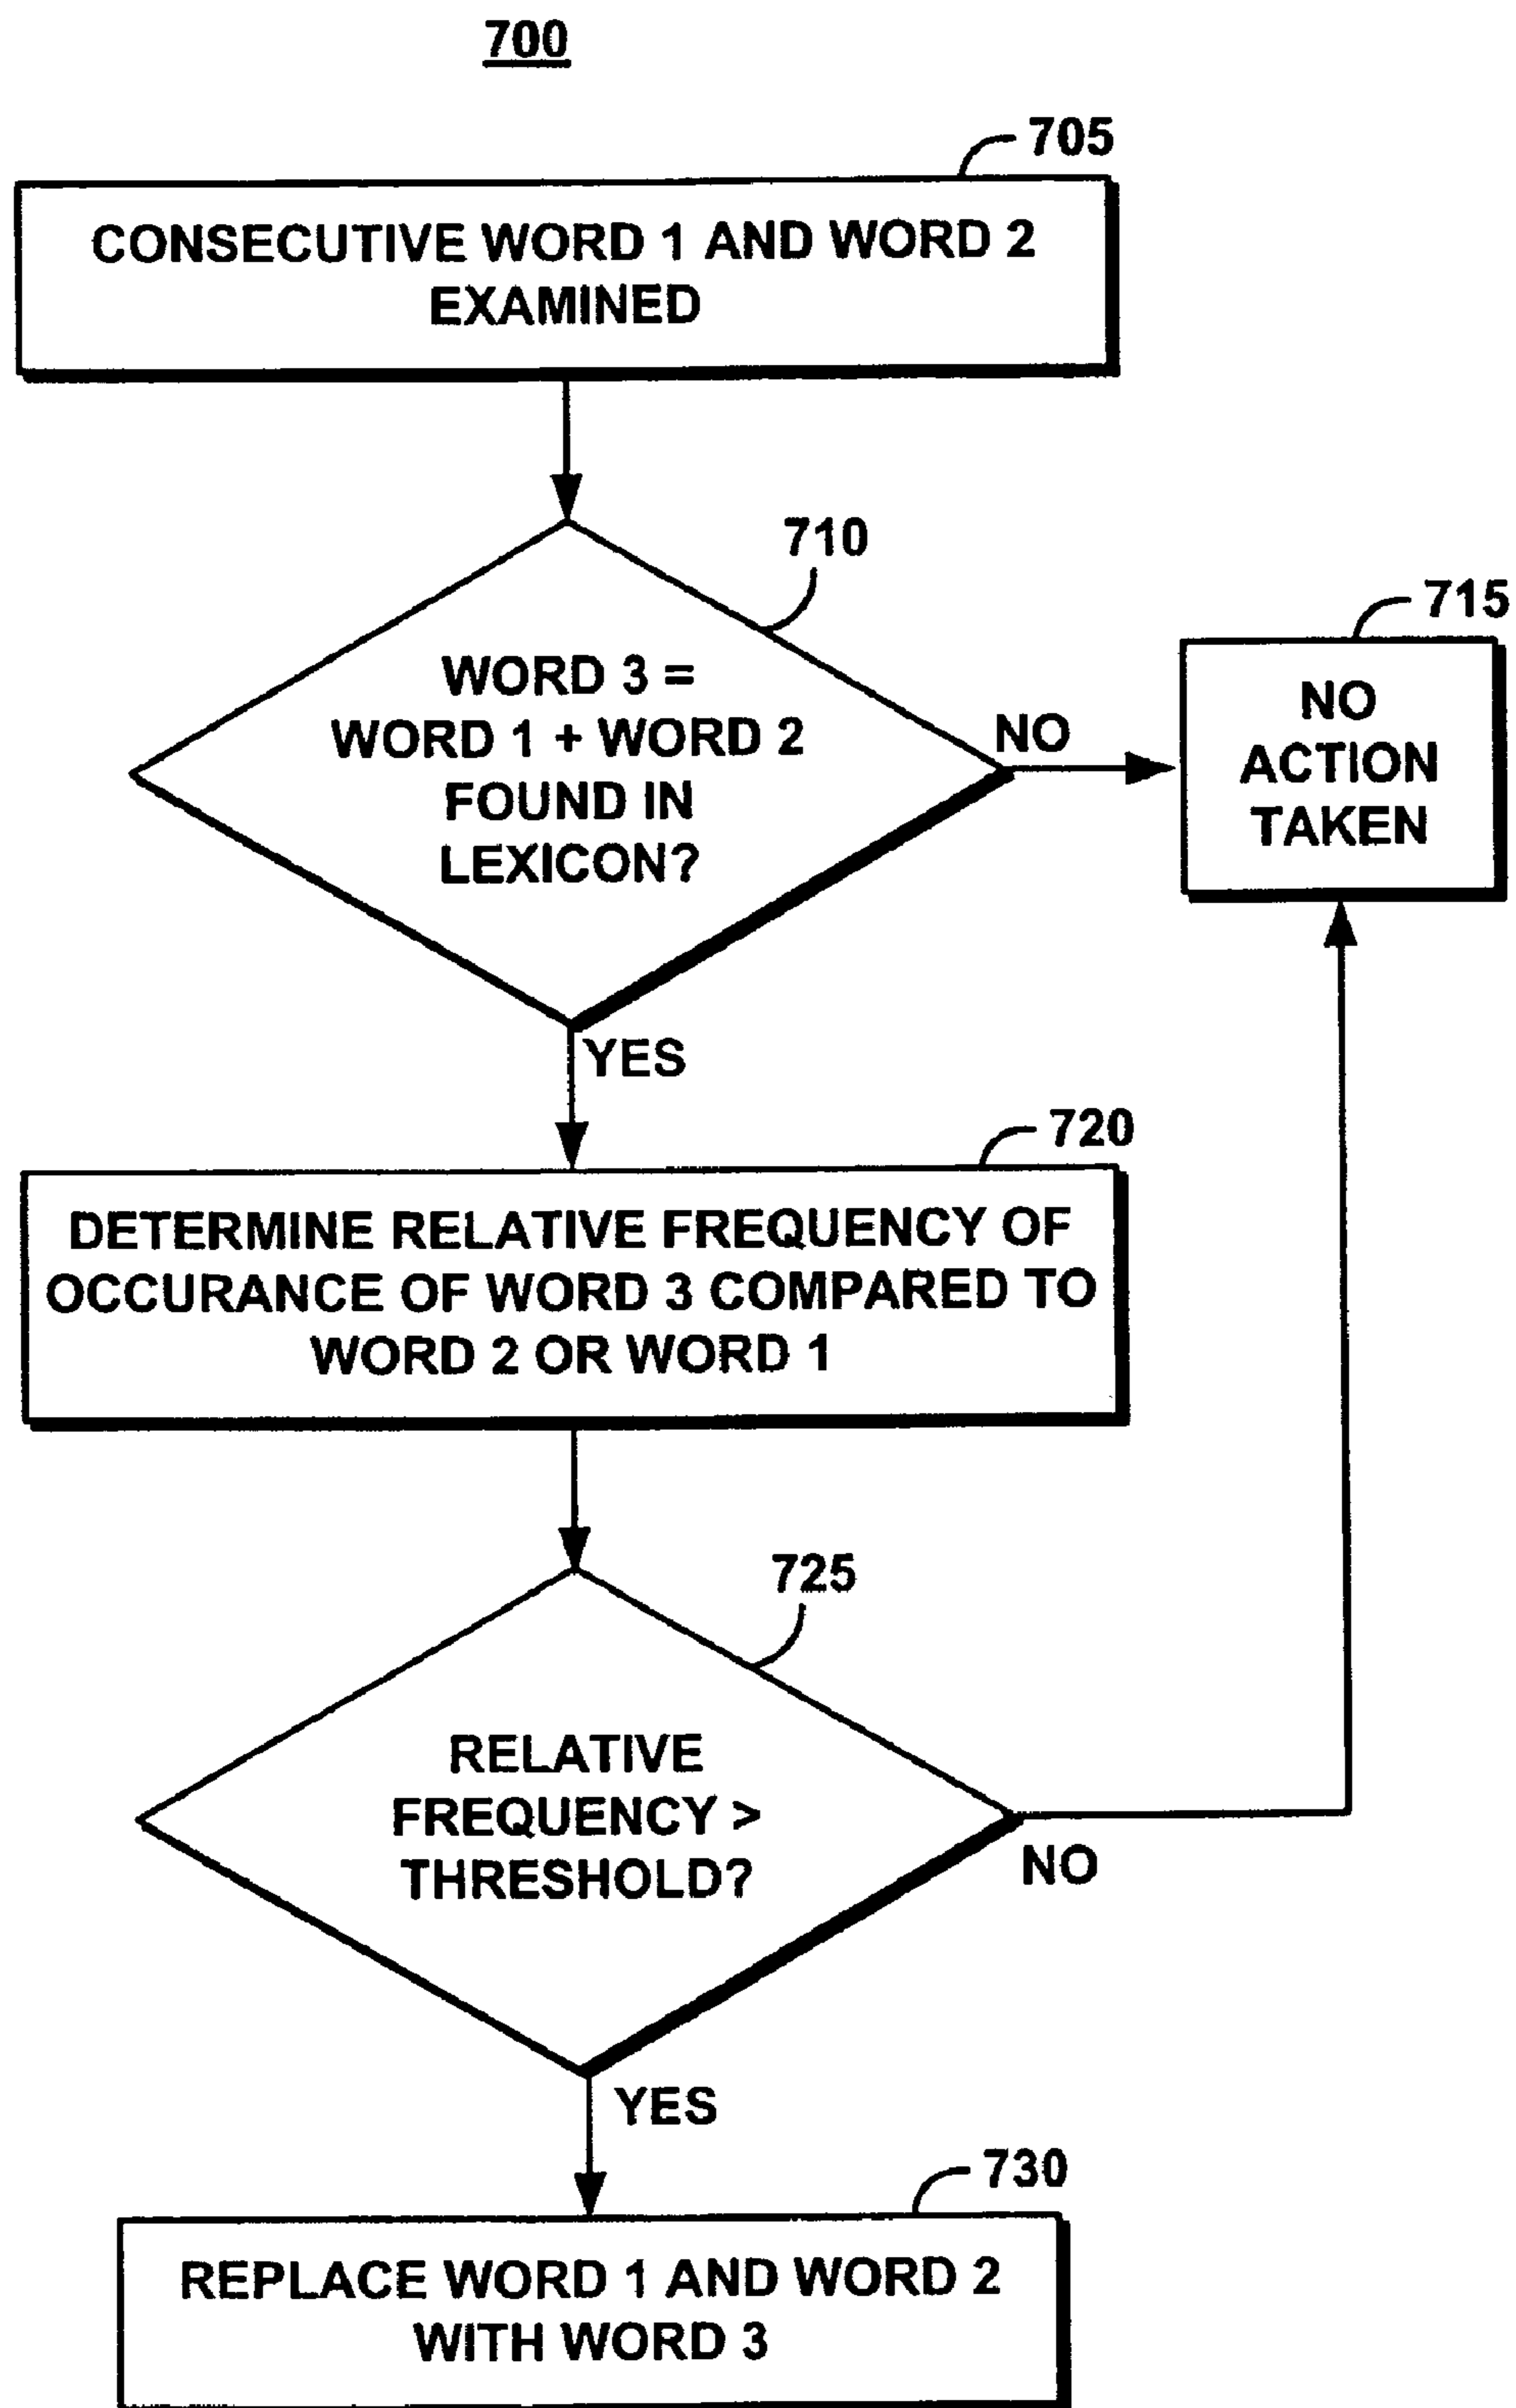 700
705
CONSECUTIVE WORD 1 AND WORD 2
EXAMINED
710
WORD 3 =
WORD 1 + WORD 2
FOUND IN
LEXICON?
NO
715
NO
ACTION
TAKEN
YES
720
DETERMINE RELATIVE FREQUENCY OF
OCCURANCE OF WORD 3 COMPARED TO
WORD 2 OR WORD 1
725
RELATIVE
FREQUENCY >
THRESHOLD?
NO
YES
730
REPLACE WORD 1 AND WORD 2
WITH WORD 3